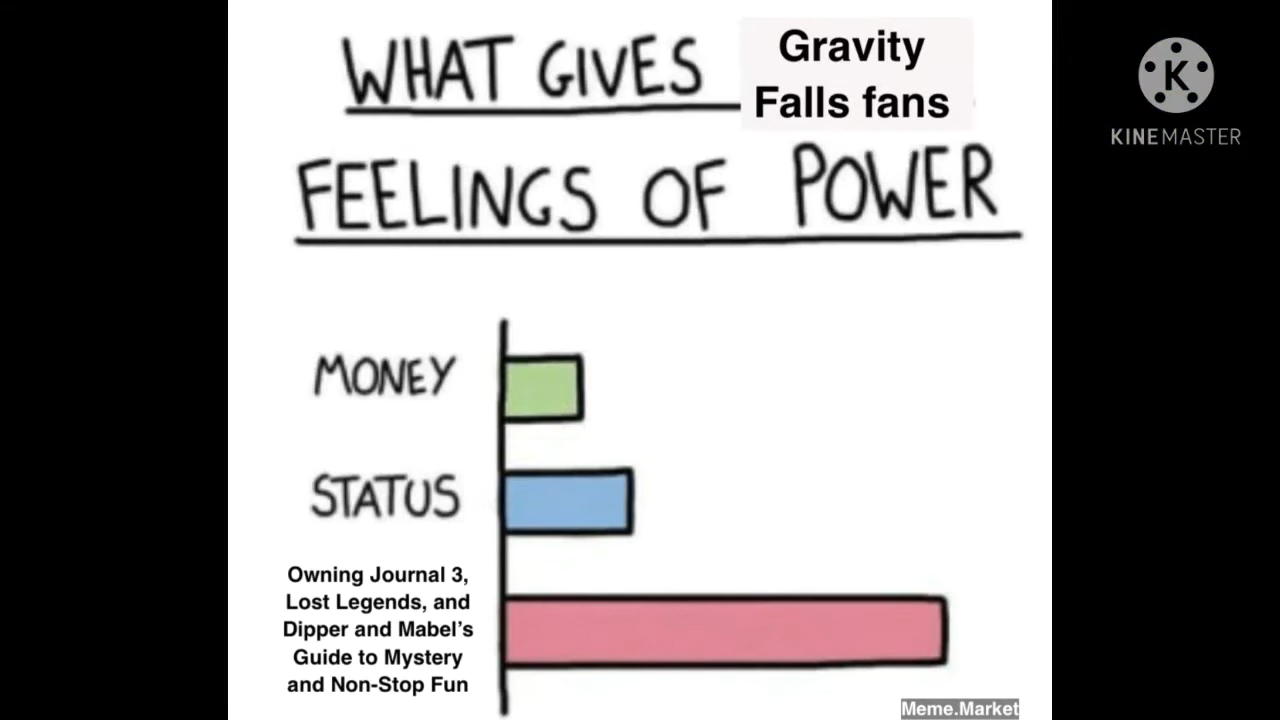 WHAT GIVES Gravity
Falls fans
FEELINGS OF POWER
MONEY
STATUS
Owning Journal 3,
Lost Legends, and
Dipper and Mabel’s
Guide to Mystery
and Non-Stop Fun
Meme.Market
K
KINEMASTER